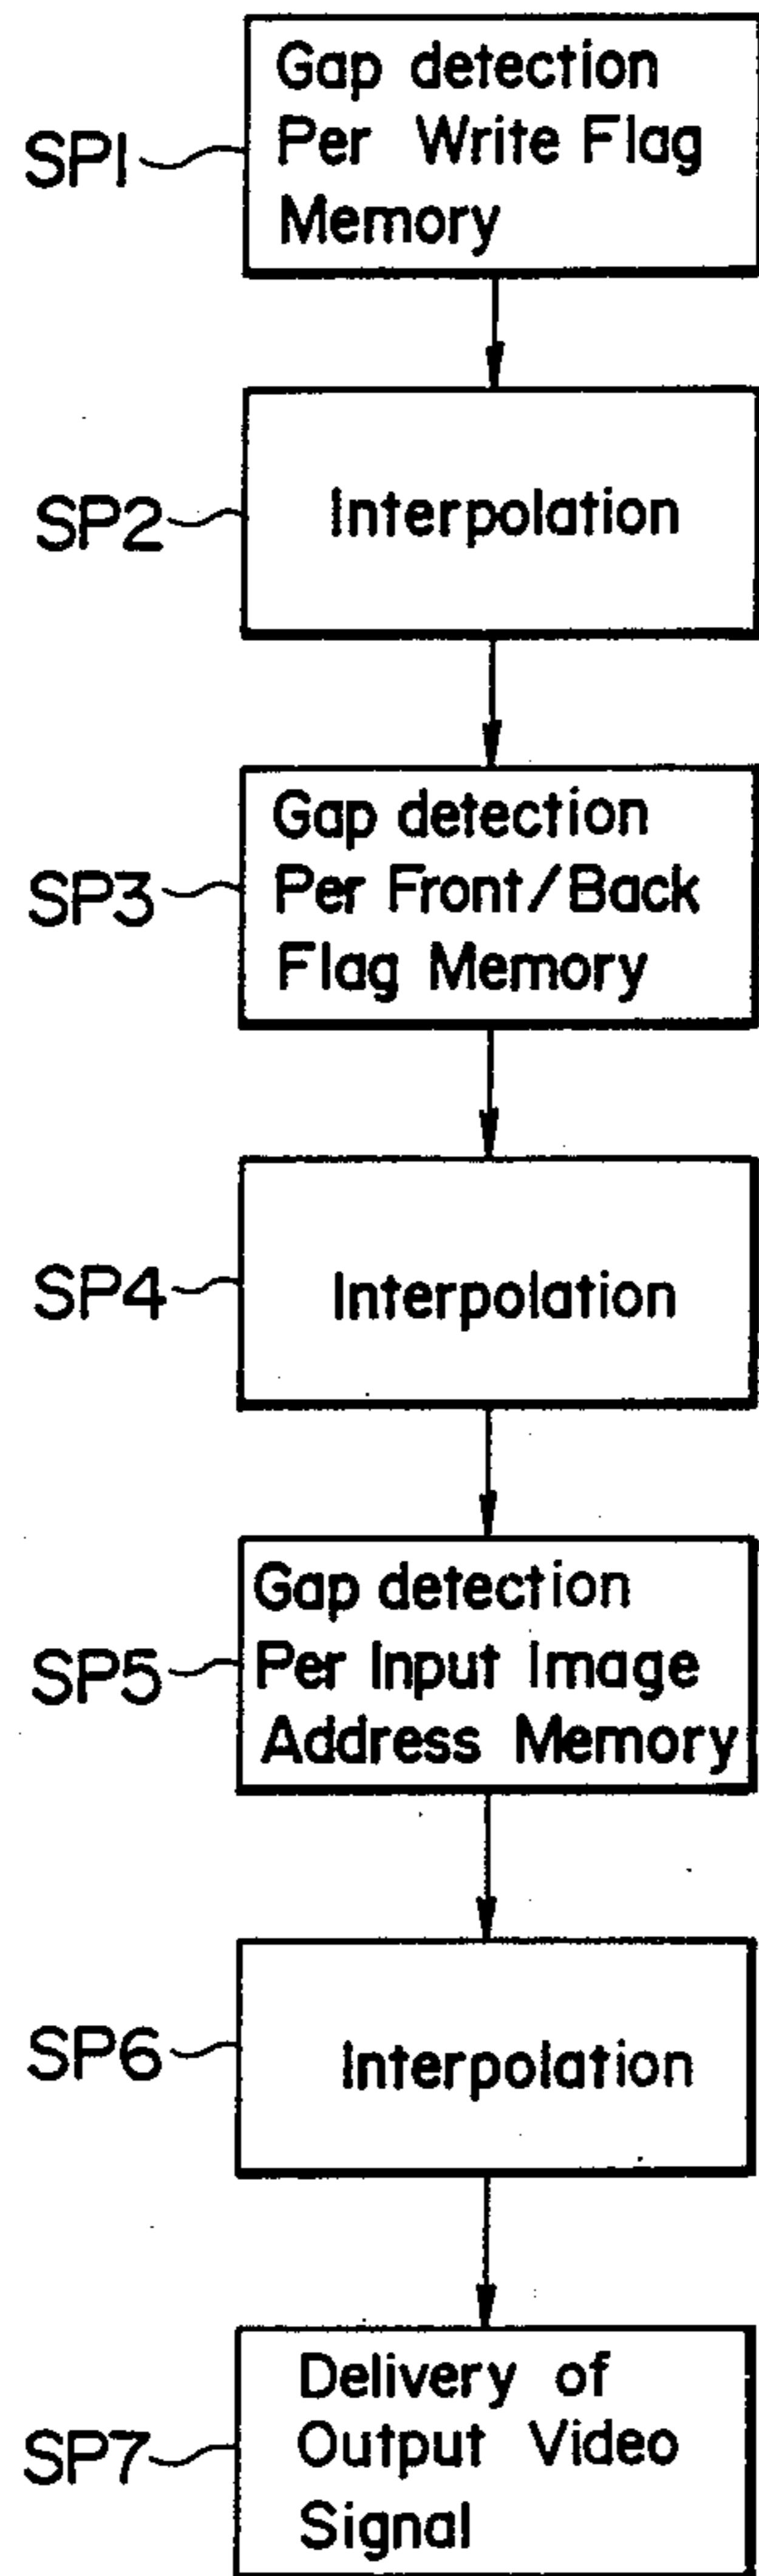 Gap detection
SP1 Per Write Flag
Memory
SP2 Interpolation
Gap detection
SP3 Per Front/Back
Flag Memory
SP4 Interpolation
Gap detection
SP5 Per Input Image
Address Memory
SP6 Interpolation
Delivery of
SP7 Output Video
Signal